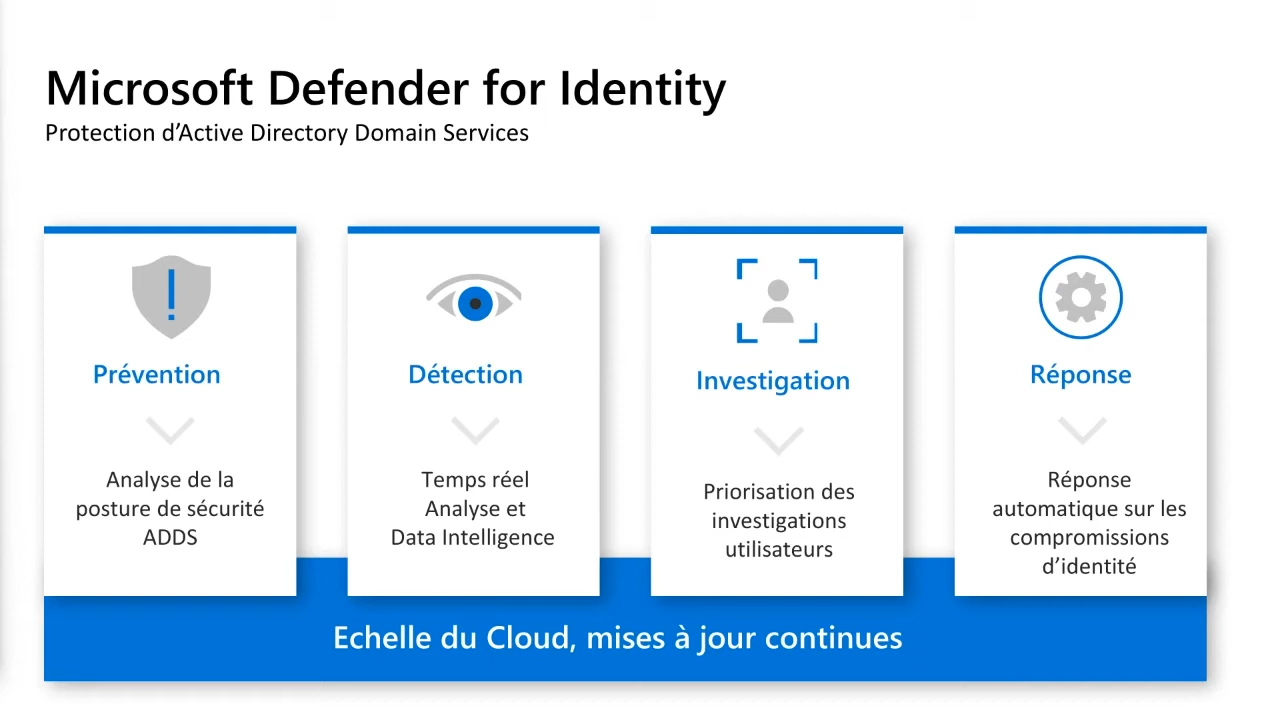 Microsoft Defender for Identity
Protection d’Active Directory Domain Services
Prévention
Analyse de la
posture de sécurité
ADDS
Détection
Temps réel
Analyse et
Data Intelligence
Investigation
Priorisation des
investigations
utilisateurs
Réponse
Réponse
automatique sur les
compromissions
d’identité
Echelle du Cloud, mises à jour continues